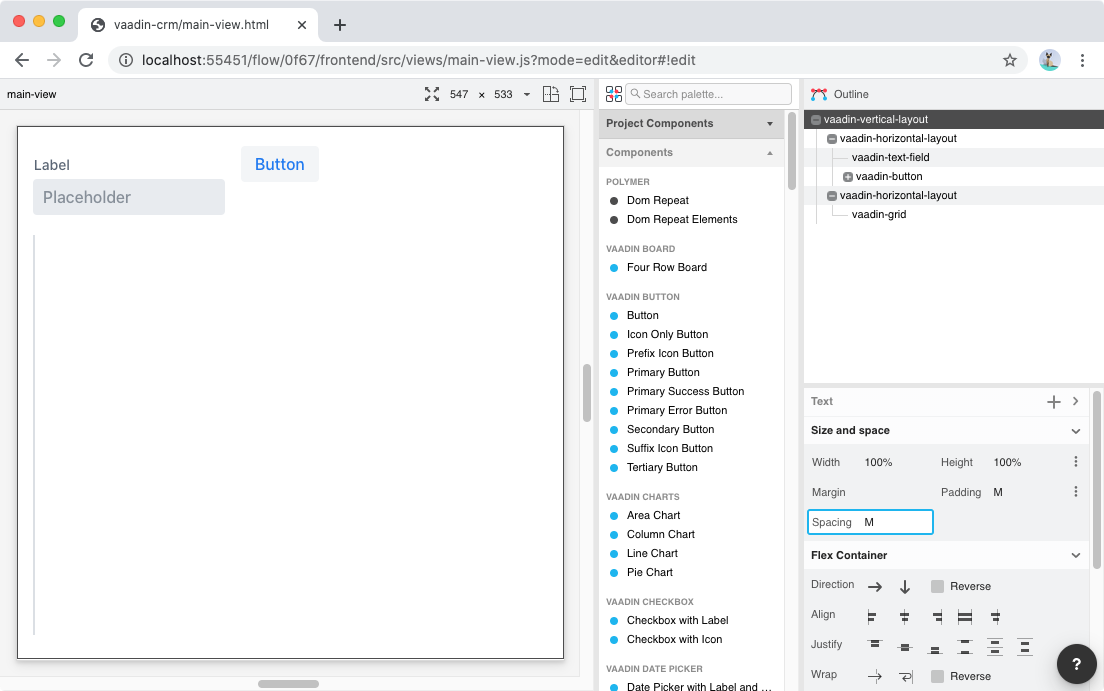 vaadin-crm/main-view.html
localhost:55451/flow/0f67/frontend/src/views/main-view.js?mode=edit&editor#!edit
main-view
547 × 533
Search palette...
Outline
Label
Button
Placeholder
Project Components
Components
POLYMER
Dom Repeat
Dom Repeat Elements
VAADIN BOARD
Four Row Board
VAADIN BUTTON
Button
Icon Only Button
Prefix Icon Button
Primary Button
Primary Success Button
Primary Error Button
Secondary Button
Suffix Icon Button
Tertiary Button
VAADIN CHARTS
Area Chart
Column Chart
Line Chart
Pie Chart
VAADIN CHECKBOX
Checkbox with Label
Checkbox with Icon
VAADIN DATE PICKER
Date Picker with Label and ...
vaadin-vertical-layout
vaadin-horizontal-layout
vaadin-text-field
vaadin-button
vaadin-horizontal-layout
vaadin-grid
Text
Size and space
Width 100% Height 100%
Margin Padding M
Spacing M
Flex Container
Direction Reverse
Align
Justify
Wrap Reverse
?